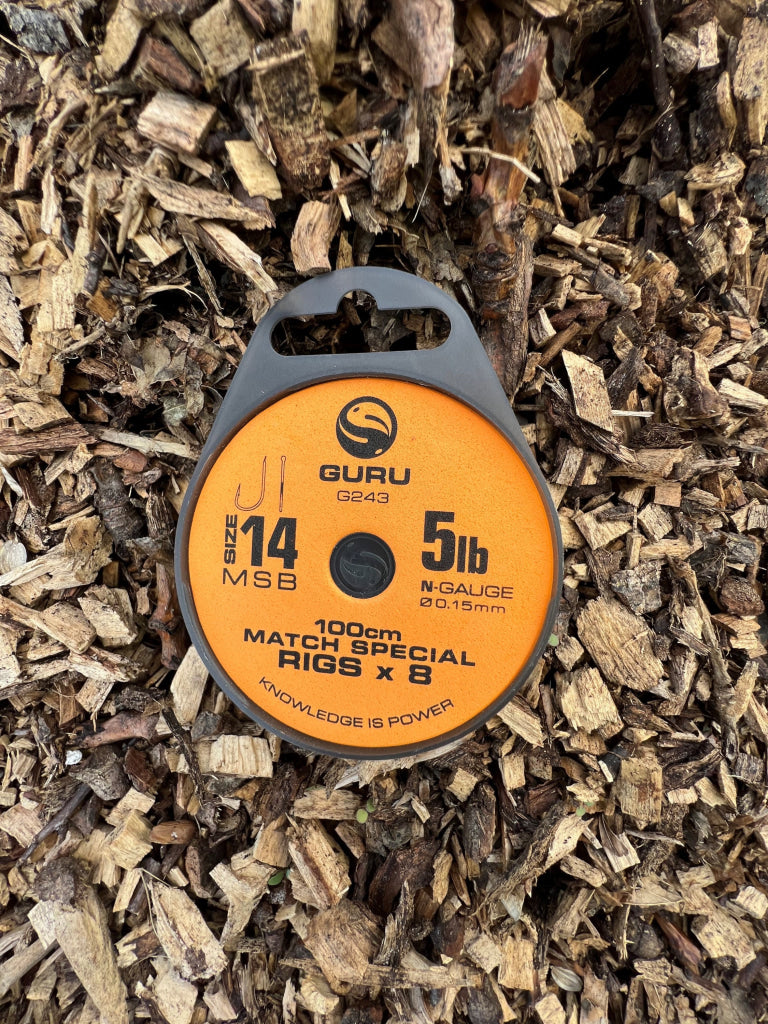 GURU
G243
SIZE 14
MSB
5lb
N-GAUGE
Ø0.15mm
100cm
MATCH SPECIAL
RIGS x 8
KNOWLEDGE IS POWER